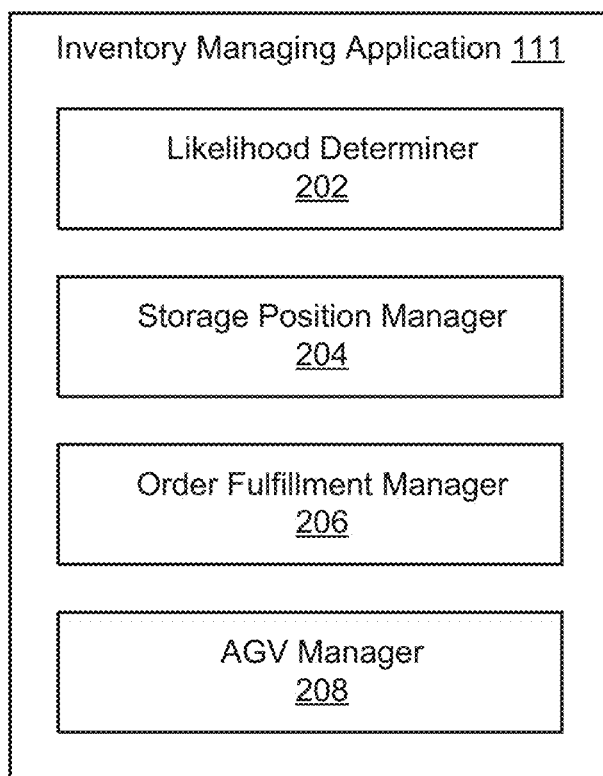 Inventory Managing Application 111
Likelihood Determiner
202
Storage Position Manager
204
Order Fulfillment Manager
206
AGV Manager
208